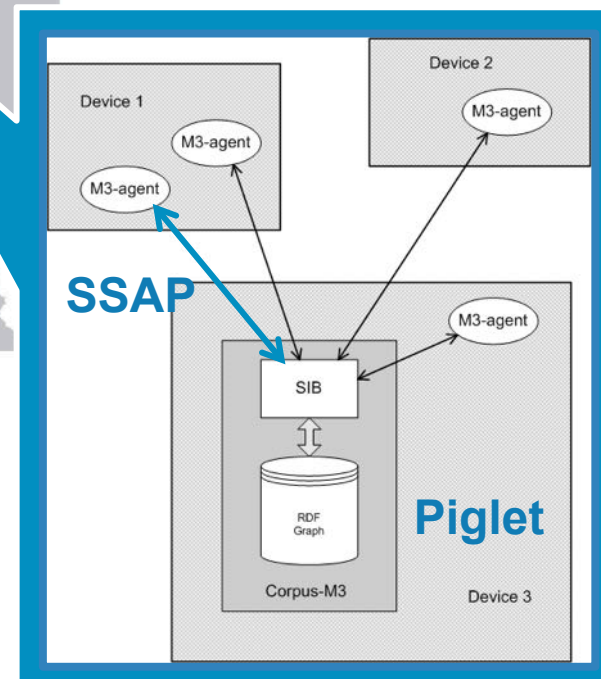 Device 1
M3-agent
M3-agent
Device 2
M3-agent
SSAP
M3-agent
SIB
RDF
Graph
Piglet
Corpus-M3
Device 3